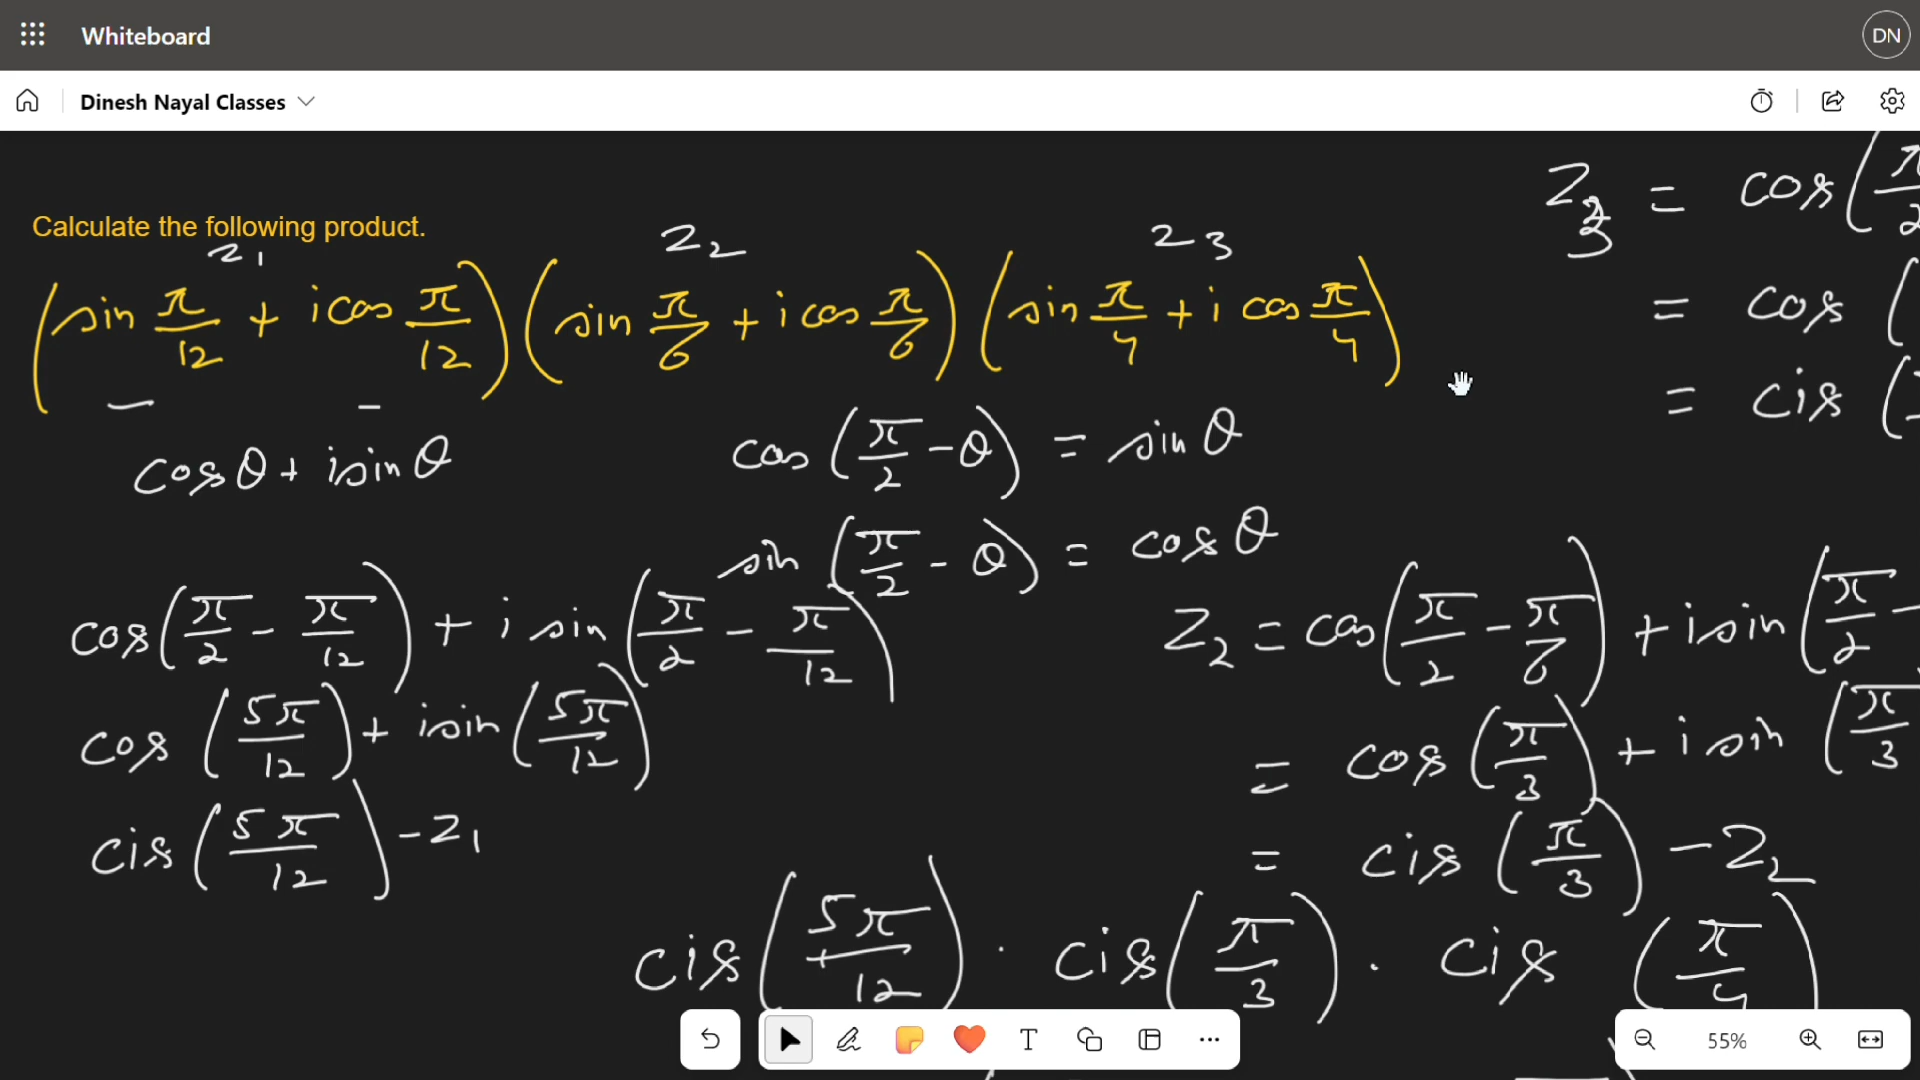 Whiteboard
DN
Dinesh Nayal Classes
Calculate the following product.
z₁ z₂ z₃
(sin π/12 + i cos π/12) (sin π/6 + i cos π/6) (sin π/4 + i cos π/4)
cos θ + i sin θ
cos (π/2 - θ) = sin θ
sin (π/2 - θ) = cos θ
cos (π/2 - π/12) + i sin (π/2 - π/12)
cos (5π/12) + i sin (5π/12)
cis (5π/12) - z₁
z₃ = cos (π/2
= cos (
= cis (
z₂ = cos (π/2 - π/6) + i sin (π/2 -
= cos (π/3) + i sin (π/3
= cis (π/3) - z₂
cis (5π/12) · cis (π/3) · cis (π/4)
55%